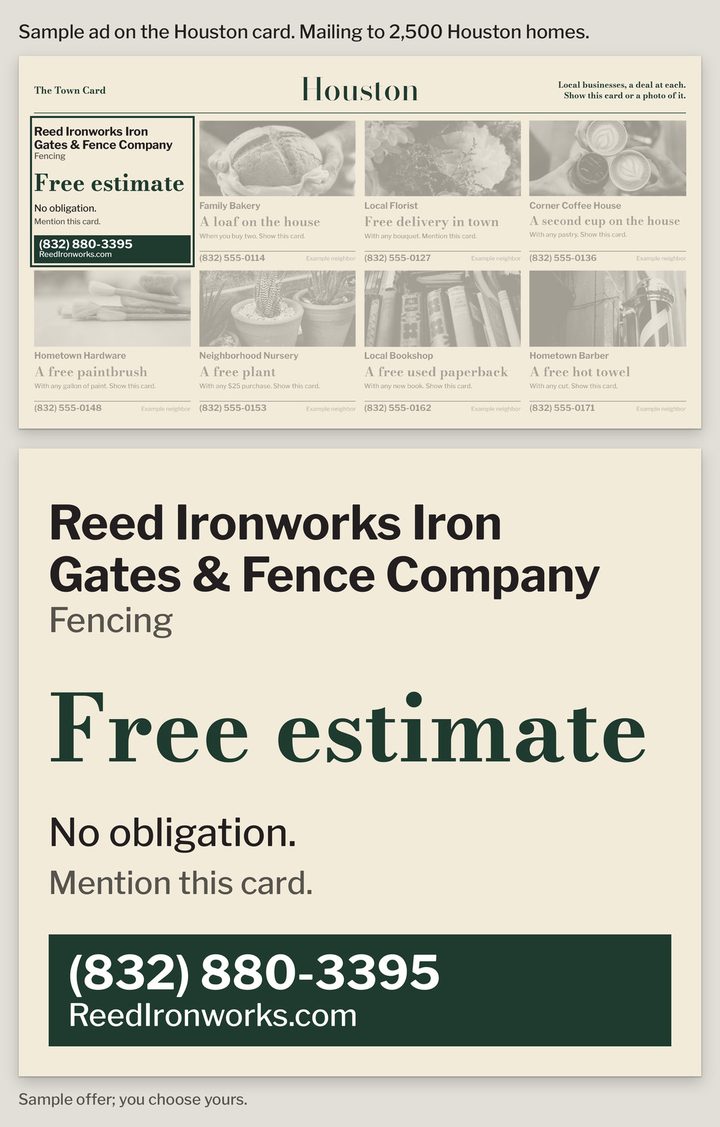 Sample ad on the Houston card. Mailing to 2,500 Houston homes.
The Town Card
Houston
Local businesses, a deal at each.
Show this card or a photo of it.
Reed Ironworks Iron
Gates & Fence Company
Fencing
Free estimate
No obligation.
Mention this card.
(832) 880-3395
ReedIronworks.com
Family Bakery
A loaf on the house
When you buy two. Show this card.
(832) 555-0114
Example neighbor
Local Florist
Free delivery in town
With any bouquet. Mention this card.
(832) 555-0127
Example neighbor
Corner Coffee House
A second cup on the house
With any pastry. Show this card.
(832) 555-0136
Example neighbor
Hometown Hardware
A free paintbrush
With any gallon of paint. Show this card.
(832) 555-0148
Example neighbor
Neighborhood Nursery
A free plant
With any $25 purchase. Show this card.
(832) 555-0153
Example neighbor
Local Bookshop
A free used paperback
With any new book. Show this card.
(832) 555-0162
Example neighbor
Hometown Barber
A free hot towel
With any cut. Show this card.
(832) 555-0171
Example neighbor
Reed Ironworks Iron
Gates & Fence Company
Fencing
Free estimate
No obligation.
Mention this card.
(832) 880-3395
ReedIronworks.com
Sample offer; you choose yours.